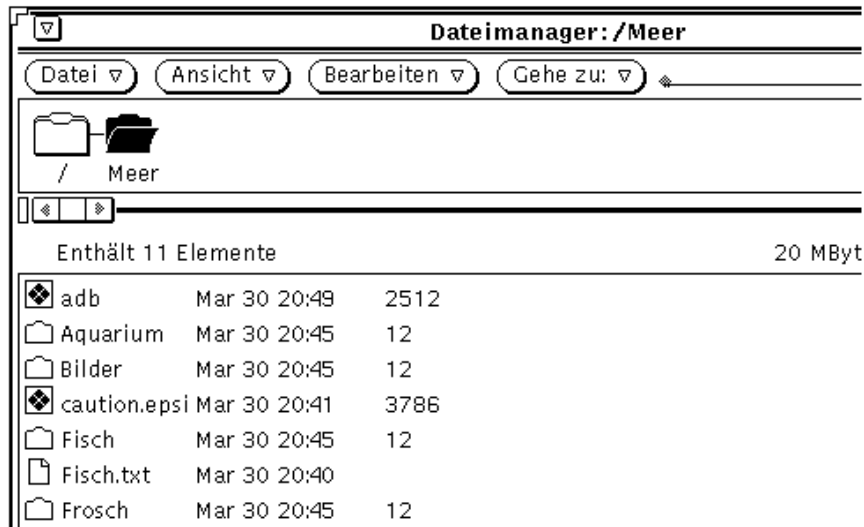 Dateimanager: /Meer
Datei Ansicht Bearbeiten Gehe zu:
/ Meer
Enthält 11 Elemente 20 MByt
adb Mar 30 20:49 2512
Aquarium Mar 30 20:45 12
Bilder Mar 30 20:45 12
caution.epsi Mar 30 20:41 3786
Fisch Mar 30 20:45 12
Fisch.txt Mar 30 20:40
Frosch Mar 30 20:45 12